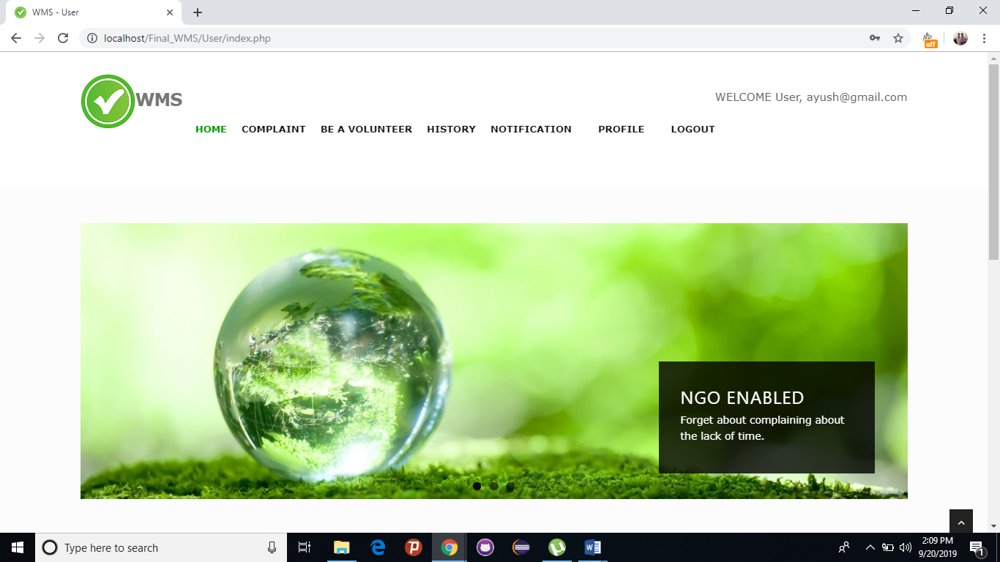 WMS - User
localhost/Final_WMS/User/index.php
off
WMS
WELCOME User, ayush@gmail.com
HOME COMPLAINT BE A VOLUNTEER HISTORY NOTIFICATION PROFILE LOGOUT
NGO ENABLED
Forget about complaining about
the lack of time.
Type here to search
2:09 PM
9/20/2019
1